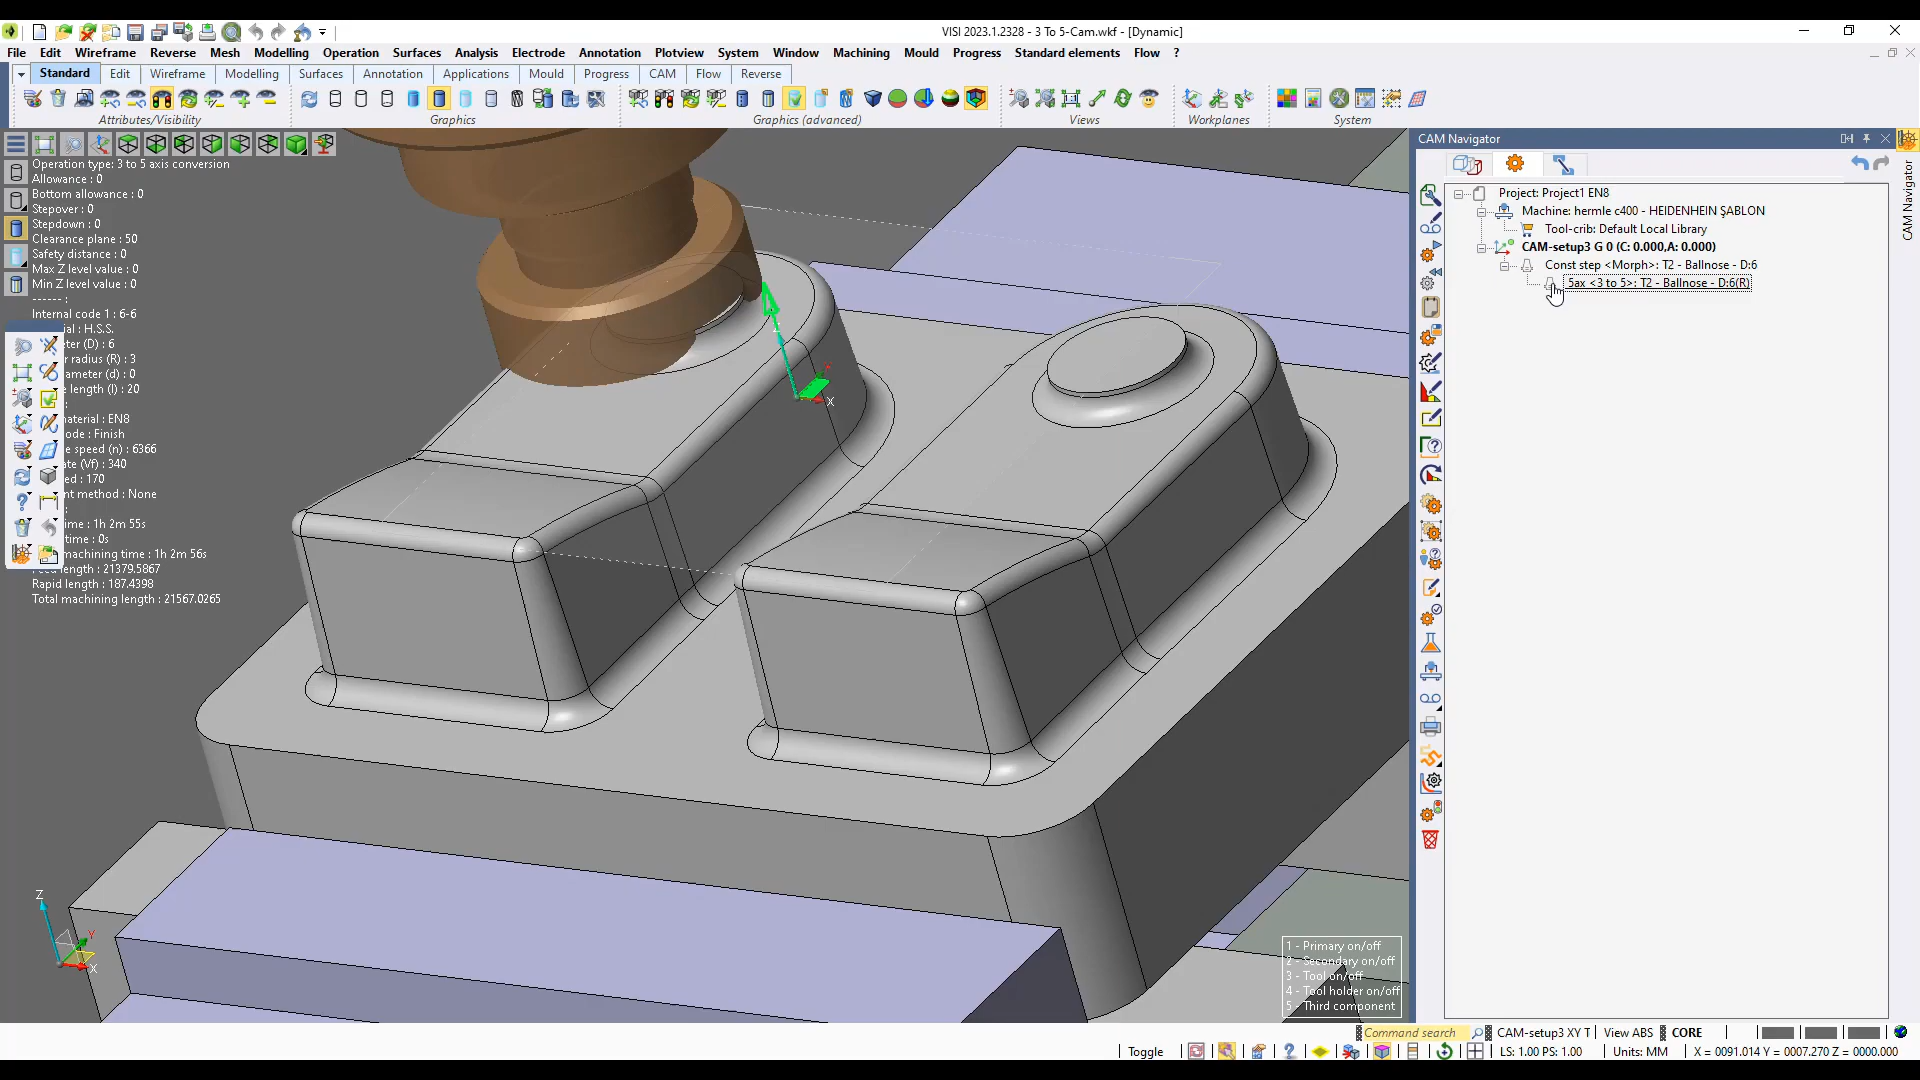 VISI 2023.1.2328 - 3 To 5-Cam.wkf - [Dynamic]
File Edit Wireframe Reverse Mesh Modelling Operation Surfaces Analysis Electrode Annotation Plotview System Window Machining Mould Progress Standard elements Flow ?
Standard Edit Wireframe Modelling Surfaces Annotation Applications Mould Progress CAM Flow Reverse
Attributes/Visibility Graphics Graphics (advanced) Views Workplanes System
Operation type: 3 to 5 axis conversion
Allowance : 0
Bottom allowance : 0
Stepover : 0
Stepdown : 0
Clearance plane : 50
Safety distance : 0
Max Z level value : 0
Min Z level value : 0
------ :
Internal code 1 : 6-6
ial : H.S.S.
eter (D) : 6
r radius (R) : 3
ameter (d) : 0
e length (l) : 20
:
material : EN8
ode : Finish
e speed (n) : 6366
ate (Vf) : 340
ed : 170
nt method : None
:
ime : 1h 2m 55s
time : 0s
machining time : 1h 2m 56s
Feed length : 21379.5867
Rapid length : 187.4398
Total machining length : 21567.0265
X
Z
Y
X
1 - Primary on/off
2 - Secondary on/off
3 - Tool on/off
4 - Tool holder on/off
5 - Third component
CAM Navigator
Project: Project1 EN8
Machine: hermle c400 - HEIDENHEIN ŞABLON
Tool-crib: Default Local Library
CAM-setup3 G 0 (C: 0.000,A: 0.000)
Const step <Morph>: T2 - Ballnose - D:6
5ax <3 to 5>: T2 - Ballnose - D:6(R)
CAM Navigator
Command search CAM-setup3 XY T View ABS CORE
Toggle LS: 1.00 PS: 1.00 Units: MM X = 0091.014 Y = 0007.270 Z = 0000.000